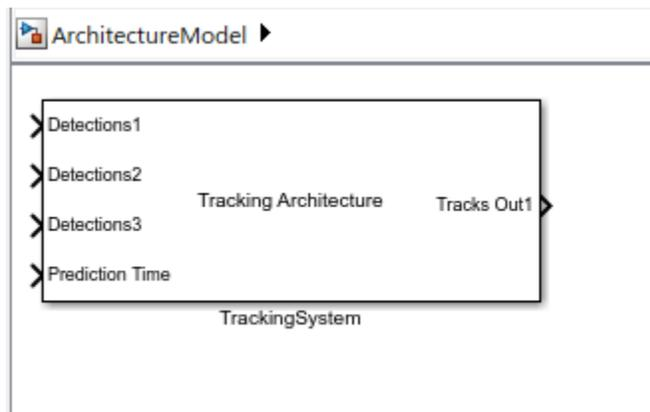 ArchitectureModel
Detections1
Detections2
Tracking Architecture
Tracks Out1
Detections3
Prediction Time
TrackingSystem